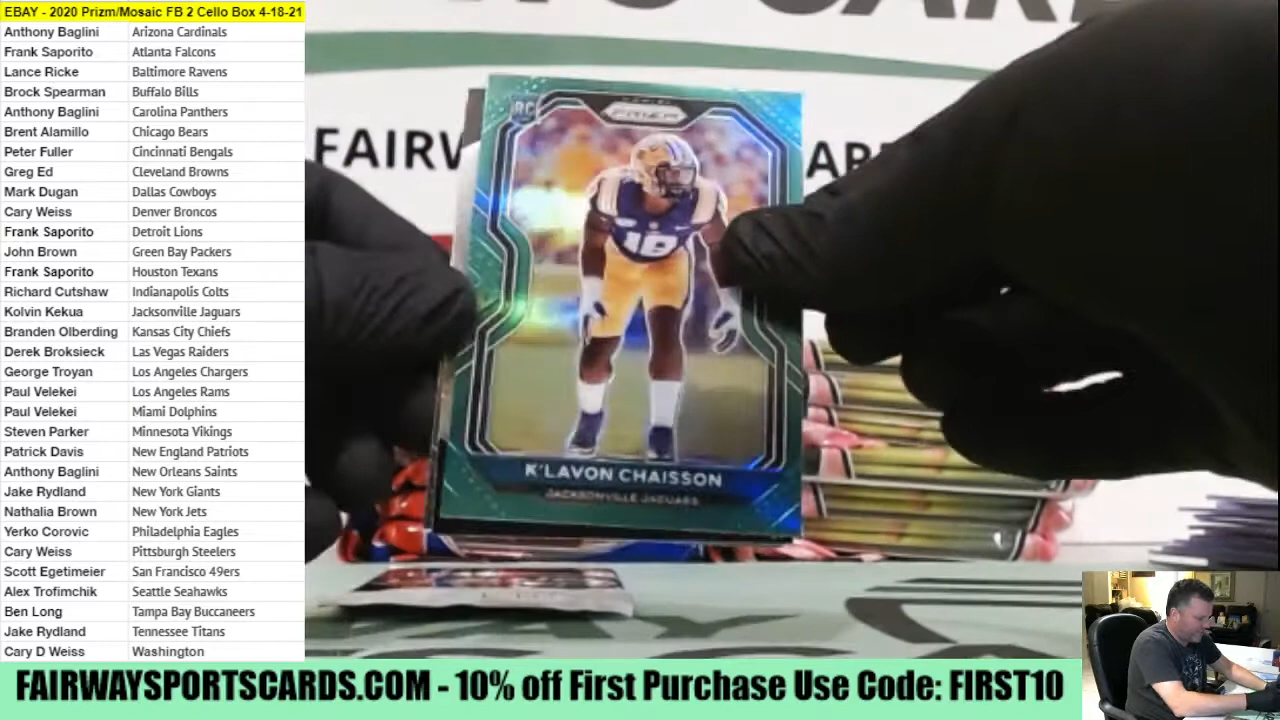 EBAY - 2020 Prizm/Mosaic FB 2 Cello Box 4-18-21
Anthony Baglini Arizona Cardinals
Frank Saporito Atlanta Falcons
Lance Ricke Baltimore Ravens
Brock Spearman Buffalo Bills
Anthony Baglini Carolina Panthers
Brent Alamillo Chicago Bears
Peter Fuller Cincinnati Bengals
Greg Ed Cleveland Browns
Mark Dugan Dallas Cowboys
Cary Weiss Denver Broncos
Frank Saporito Detroit Lions
John Brown Green Bay Packers
Frank Saporito Houston Texans
Richard Cutshaw Indianapolis Colts
Kolvin Kekua Jacksonville Jaguars
Branden Olberding Kansas City Chiefs
Derek Broksieck Las Vegas Raiders
George Troyan Los Angeles Chargers
Paul Velekei Los Angeles Rams
Paul Velekei Miami Dolphins
Steven Parker Minnesota Vikings
Patrick Davis New England Patriots
Anthony Baglini New Orleans Saints
Jake Rydland New York Giants
Nathalia Brown New York Jets
Yerko Corovic Philadelphia Eagles
Cary Weiss Pittsburgh Steelers
Scott Egetimeier San Francisco 49ers
Alex Trofimchik Seattle Seahawks
Ben Long Tampa Bay Buccaneers
Jake Rydland Tennessee Titans
Cary D Weiss Washington
FAIRW
RC
PRIZM
18
K'LAVON CHAISSON
JACKSONVILLE JAGUARS
FAIRWAYSPORTSCARDS.COM - 10% off First Purchase Use Code: FIRST10